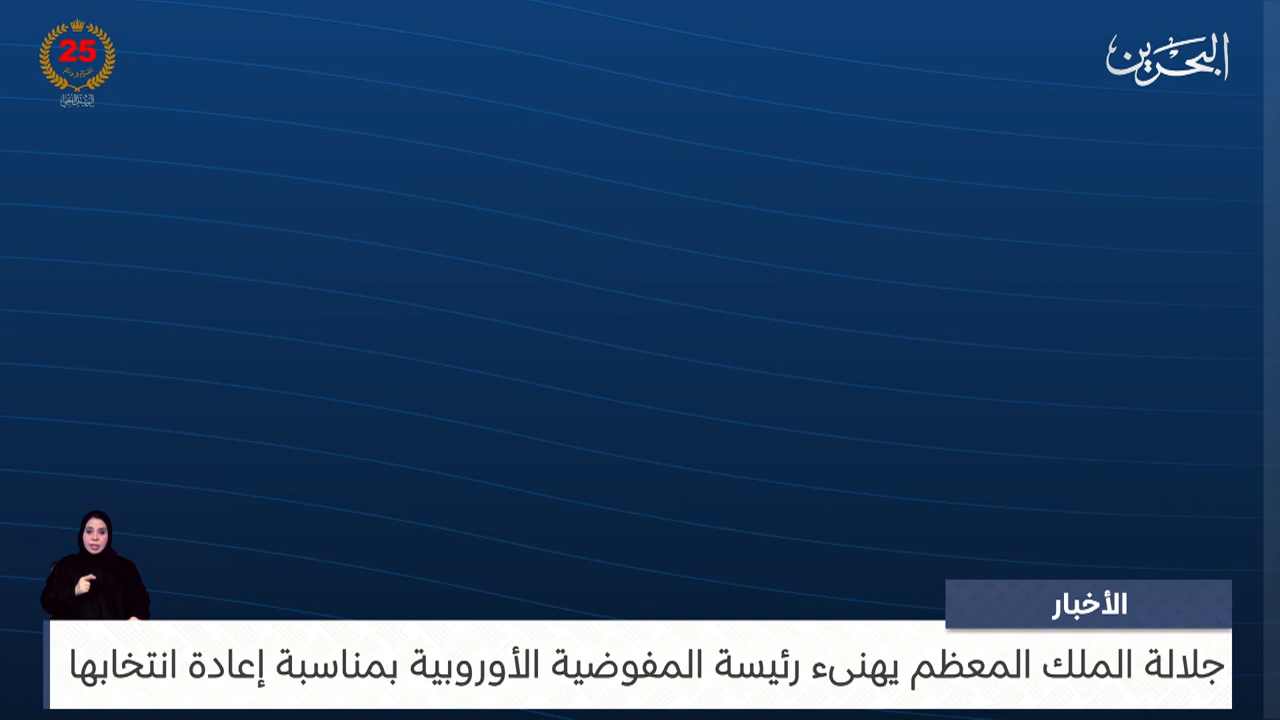 البحرين
25
الأخبار
جلالة الملك المعظم يهنىء رئيسة المفوضية الأوروبية بمناسبة إعادة انتخابها